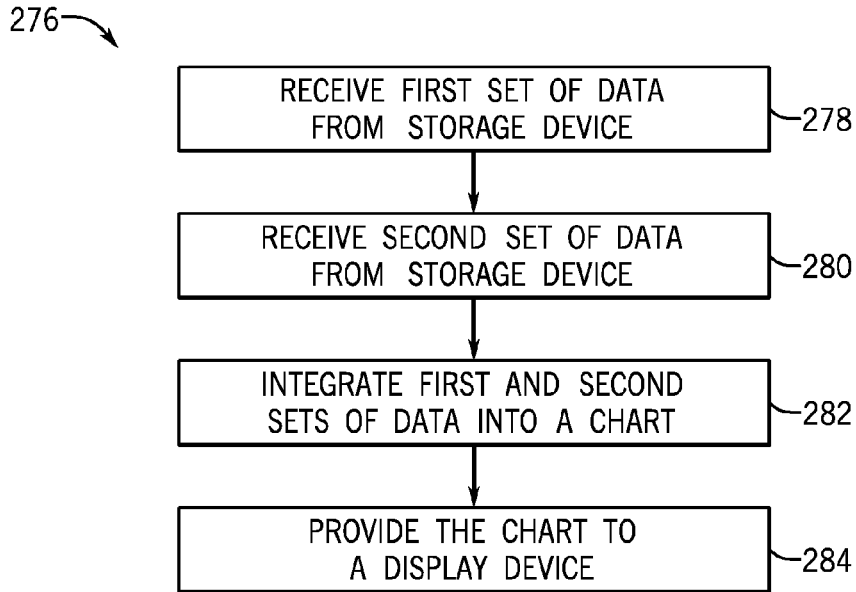 276
RECEIVE FIRST SET OF DATA
FROM STORAGE DEVICE
278
RECEIVE SECOND SET OF DATA
FROM STORAGE DEVICE
280
INTEGRATE FIRST AND SECOND
SETS OF DATA INTO A CHART
282
PROVIDE THE CHART TO
A DISPLAY DEVICE
284